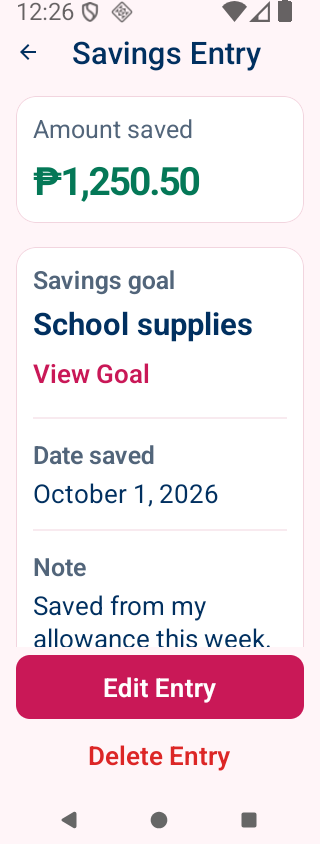 12:26
Savings Entry
Amount saved
₱1,250.50
Savings goal
School supplies
View Goal
Date saved
October 1, 2026
Note
Saved from my
allowance this week.
Edit Entry
Delete Entry